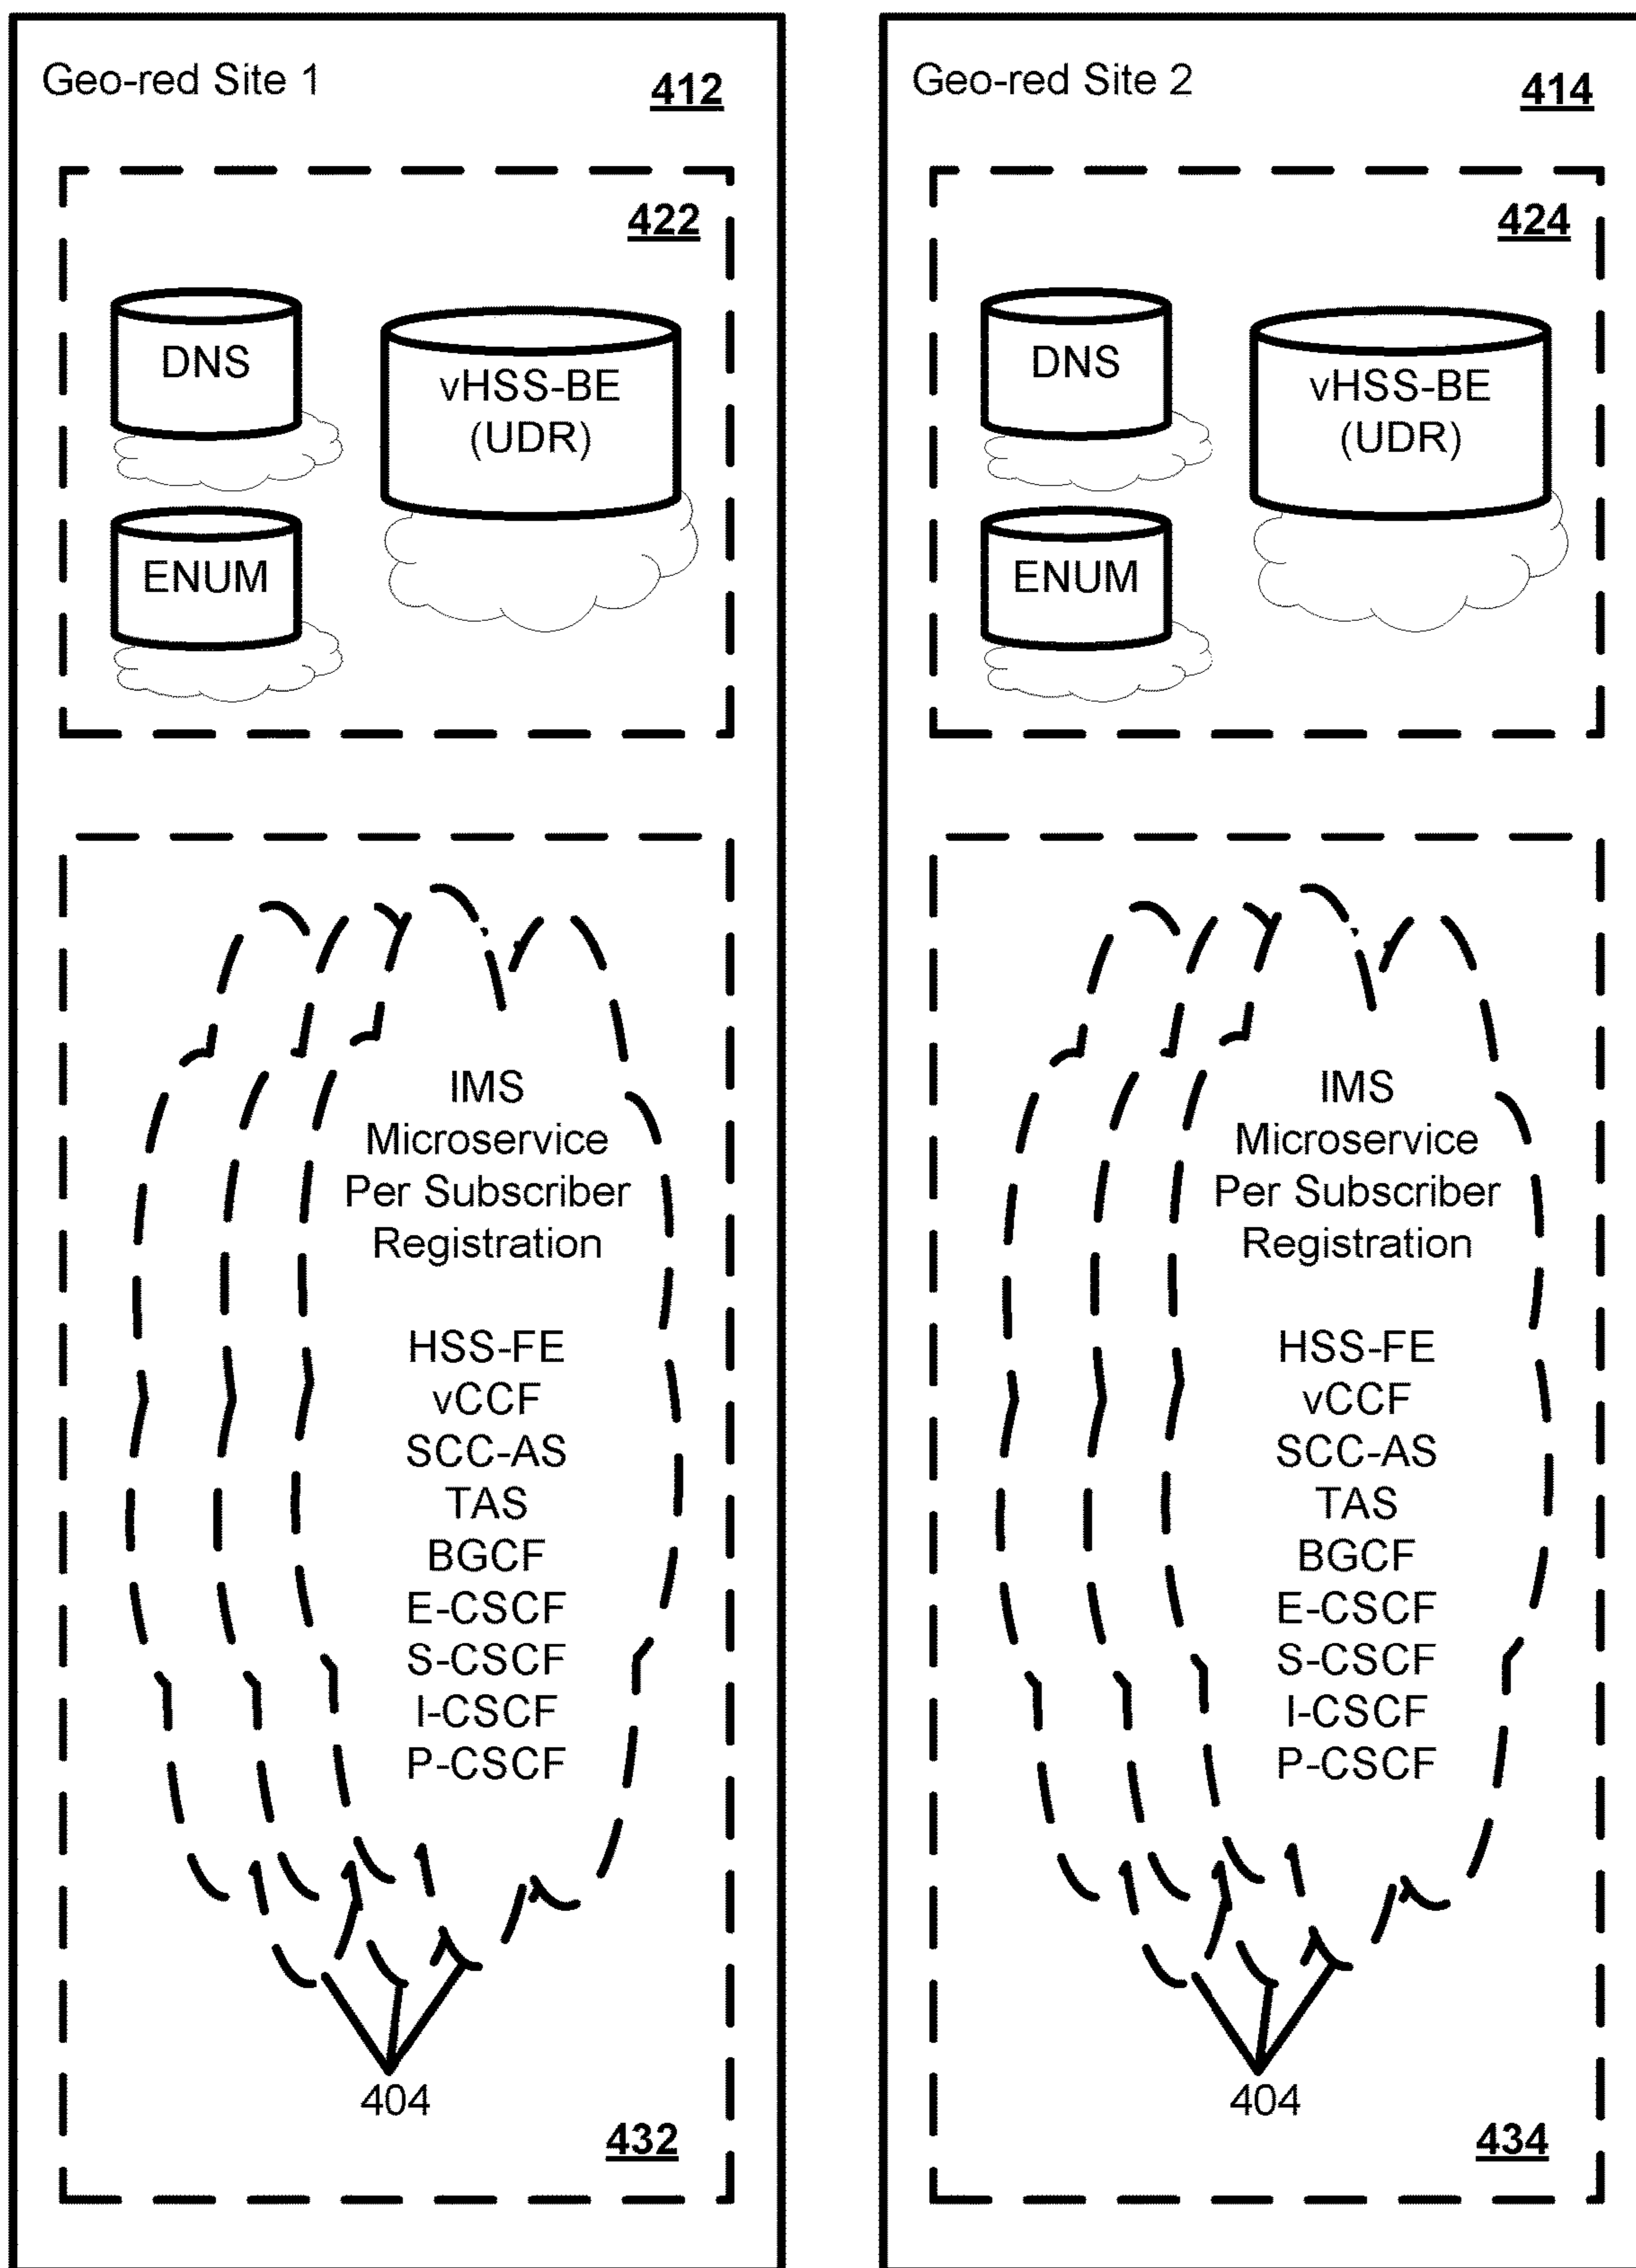 Geo-red Site 1
412
422
DNS
vHSS-BE
(UDR)
ENUM
IMS
Microservice
Per Subscriber
Registration
HSS-FE
vCCF
SCC-AS
TAS
BGCF
E-CSCF
S-CSCF
I-CSCF
P-CSCF
404
432
Geo-red Site 2
414
424
DNS
vHSS-BE
(UDR)
ENUM
IMS
Microservice
Per Subscriber
Registration
HSS-FE
vCCF
SCC-AS
TAS
BGCF
E-CSCF
S-CSCF
I-CSCF
P-CSCF
404
434